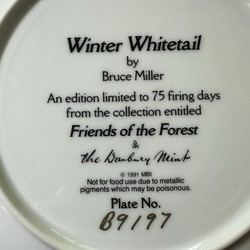 Winter Whitetail
by
Bruce Miller
An edition limited to 75 firing days
from the collection entitled
Friends of the Forest
&
The Danbury Mint
© 1991 MBI
Not for food use due to metallic
pigments which may be poisonous.
Plate No.
B9197